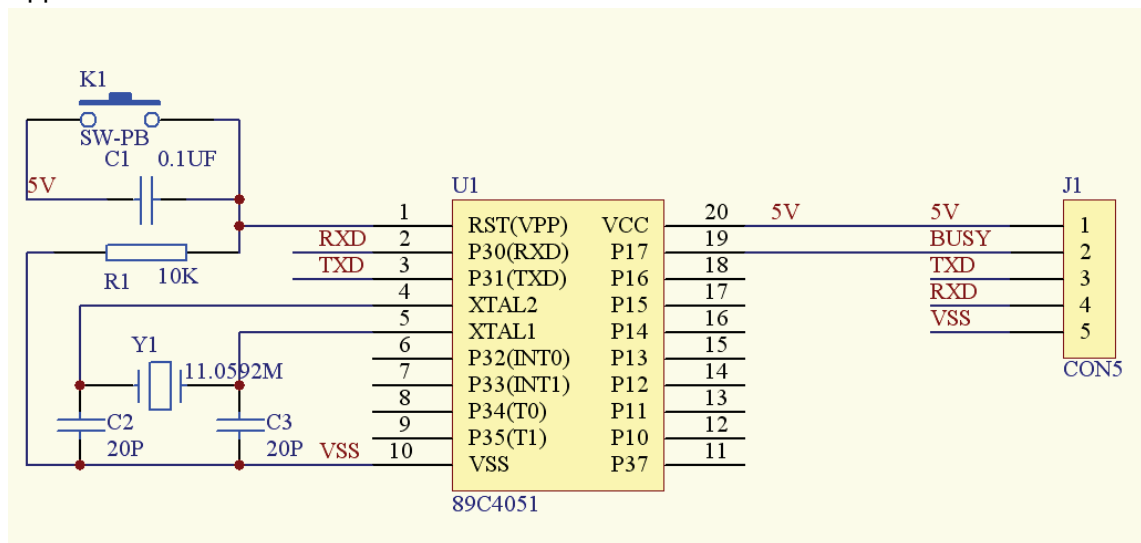 K1
SW-PB
C1 0.1UF
5V
R1 10K
Y1
11.0592M
C2
20P
C3
20P
VSS
RXD
TXD
U1
1 RST(VPP) VCC 20 5V
2 P30(RXD) P17 19
3 P31(TXD) P16 18
4 XTAL2 P15 17
5 XTAL1 P14 16
6 P32(INT0) P13 15
7 P33(INT1) P12 14
8 P34(T0) P11 13
9 P35(T1) P10 12
10 VSS P37 11
89C4051
J1
5V 1
BUSY 2
TXD 3
RXD 4
VSS 5
CON5